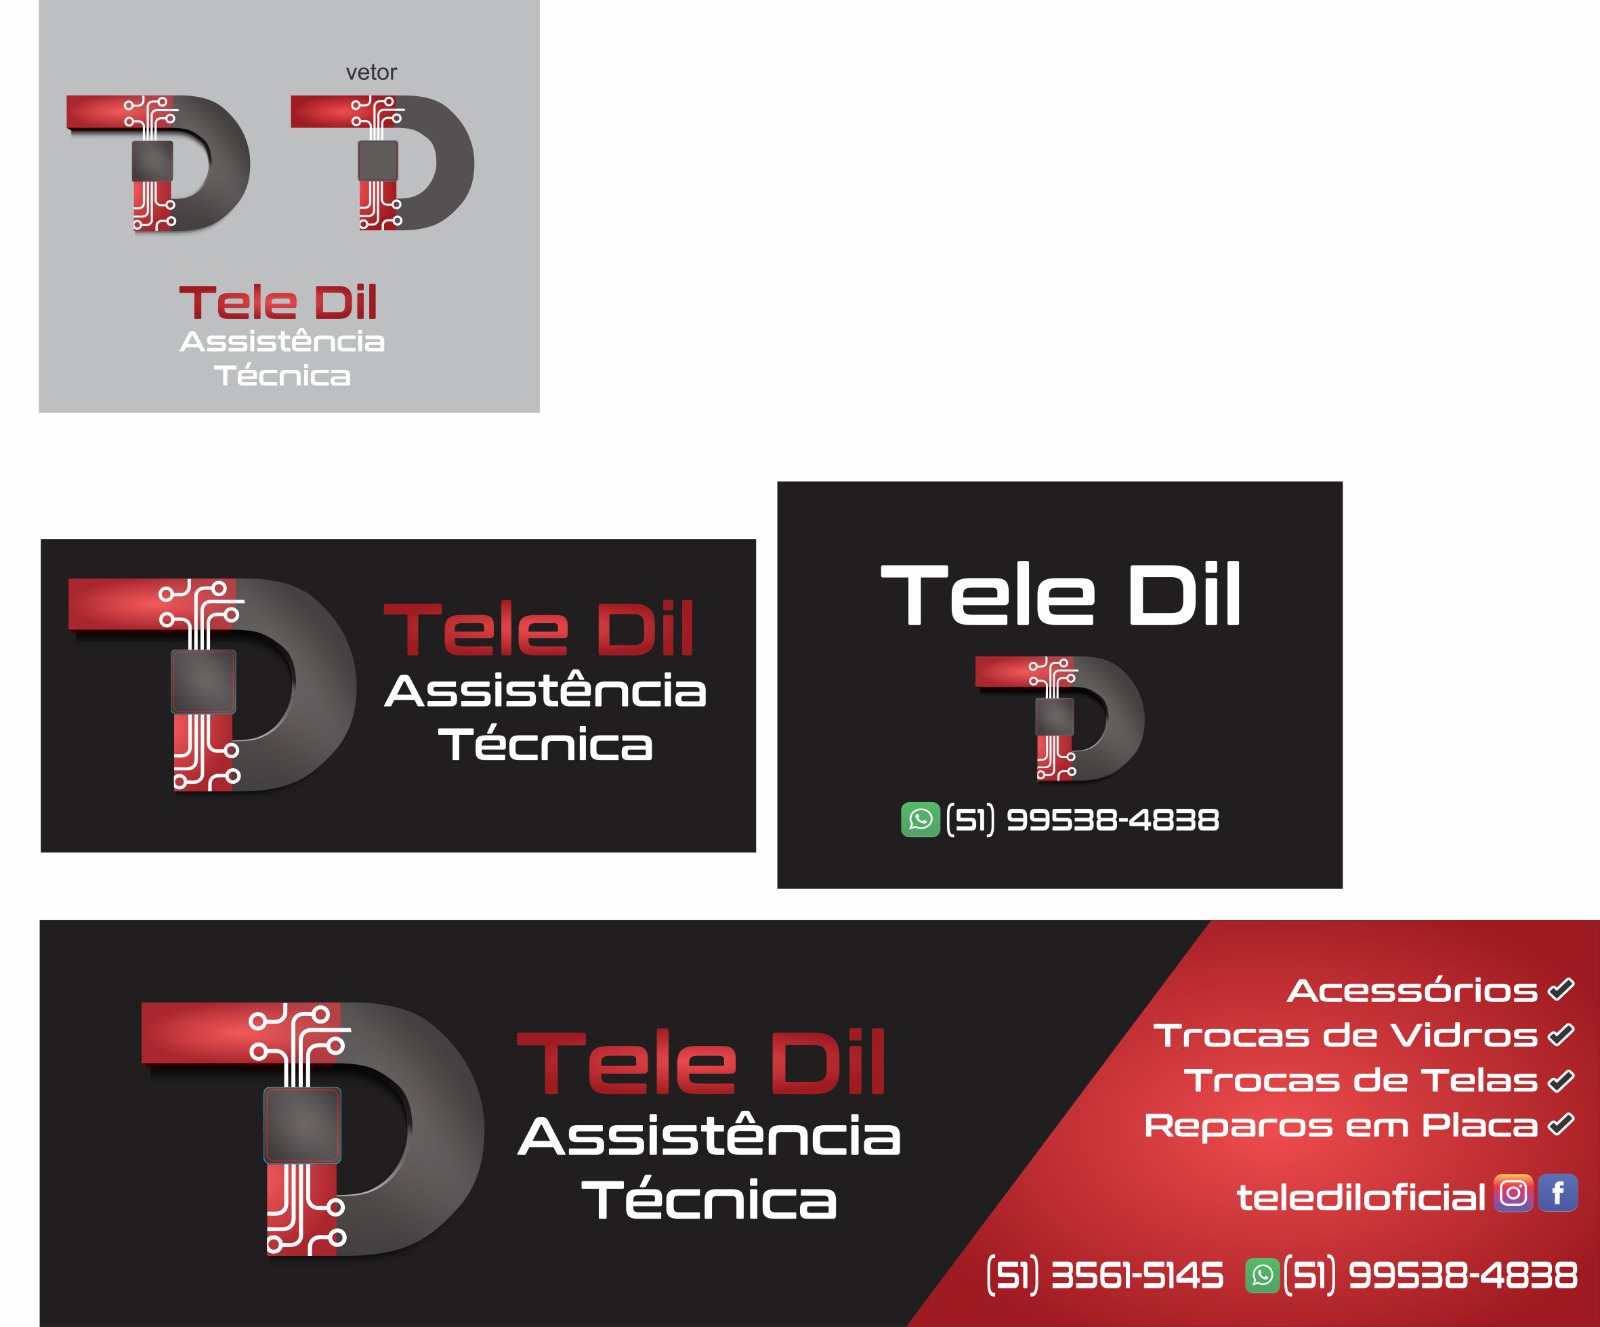 vetor
Tele Dil
Assistência
Técnica
Tele Dil
Assistência
Técnica
Tele Dil
(51) 99538-4838
Tele Dil
Assistência
Técnica
Acessórios
Trocas de Vidros
Trocas de Telas
Reparos em Placa
telediloficial
(51) 3561-5145 (51) 99538-4838